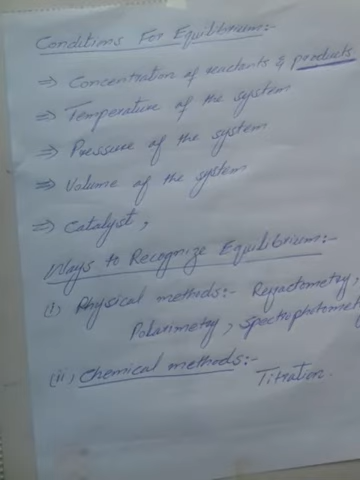 Conditions For Equilibrium:-
⇒ Concentration of reactants & products
⇒ Temperature of the system
⇒ Pressure of the system
⇒ Volume of the system
⇒ Catalyst,
Ways to Recognize Equilibrium:-
(i) Physical methods:- Refractometry,
Polarimetry, Spectrophotomet
(ii) Chemical methods:-
Titration.